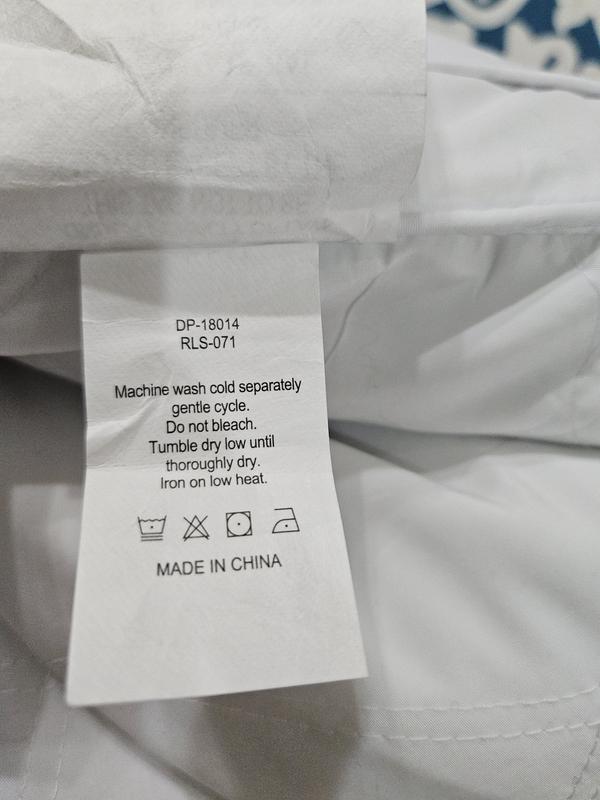 DP-18014
RLS-071
Machine wash cold separately
gentle cycle.
Do not bleach.
Tumble dry low until
thoroughly dry.
Iron on low heat.
MADE IN CHINA